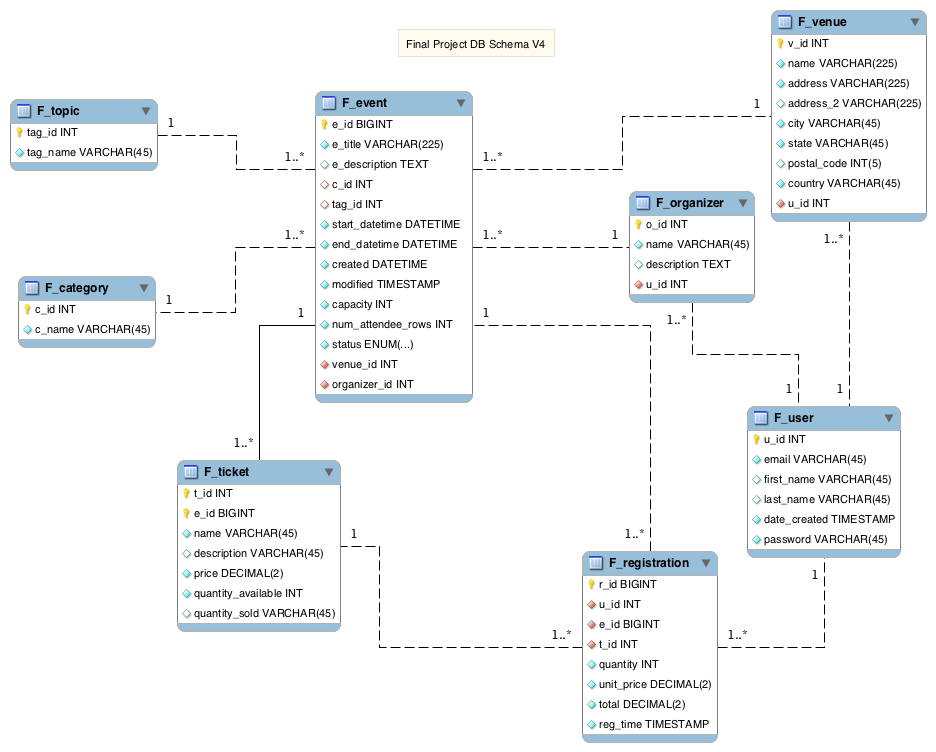 Final Project DB Schema V4
F_topic
tag_id INT
tag_name VARCHAR(45)
1
1..*
F_category
c_id INT
c_name VARCHAR(45)
1
1..*
F_event
e_id BIGINT
e_title VARCHAR(225)
e_description TEXT
c_id INT
tag_id INT
start_datetime DATETIME
end_datetime DATETIME
created DATETIME
modified TIMESTAMP
capacity INT
num_attendee_rows INT
status ENUM(...)
venue_id INT
organizer_id INT
1..*
1
F_venue
v_id INT
name VARCHAR(225)
address VARCHAR(225)
address_2 VARCHAR(225)
city VARCHAR(45)
state VARCHAR(45)
postal_code INT(5)
country VARCHAR(45)
u_id INT
1..*
1
1..*
1
F_organizer
o_id INT
name VARCHAR(45)
description TEXT
u_id INT
1..*
1
F_user
u_id INT
email VARCHAR(45)
first_name VARCHAR(45)
last_name VARCHAR(45)
date_created TIMESTAMP
password VARCHAR(45)
1
1..*
F_ticket
t_id INT
e_id BIGINT
name VARCHAR(45)
description VARCHAR(45)
price DECIMAL(2)
quantity_available INT
quantity_sold VARCHAR(45)
1
1..*
1
1..*
1
1..*
F_registration
r_id BIGINT
u_id INT
e_id BIGINT
t_id INT
quantity INT
unit_price DECIMAL(2)
total DECIMAL(2)
reg_time TIMESTAMP